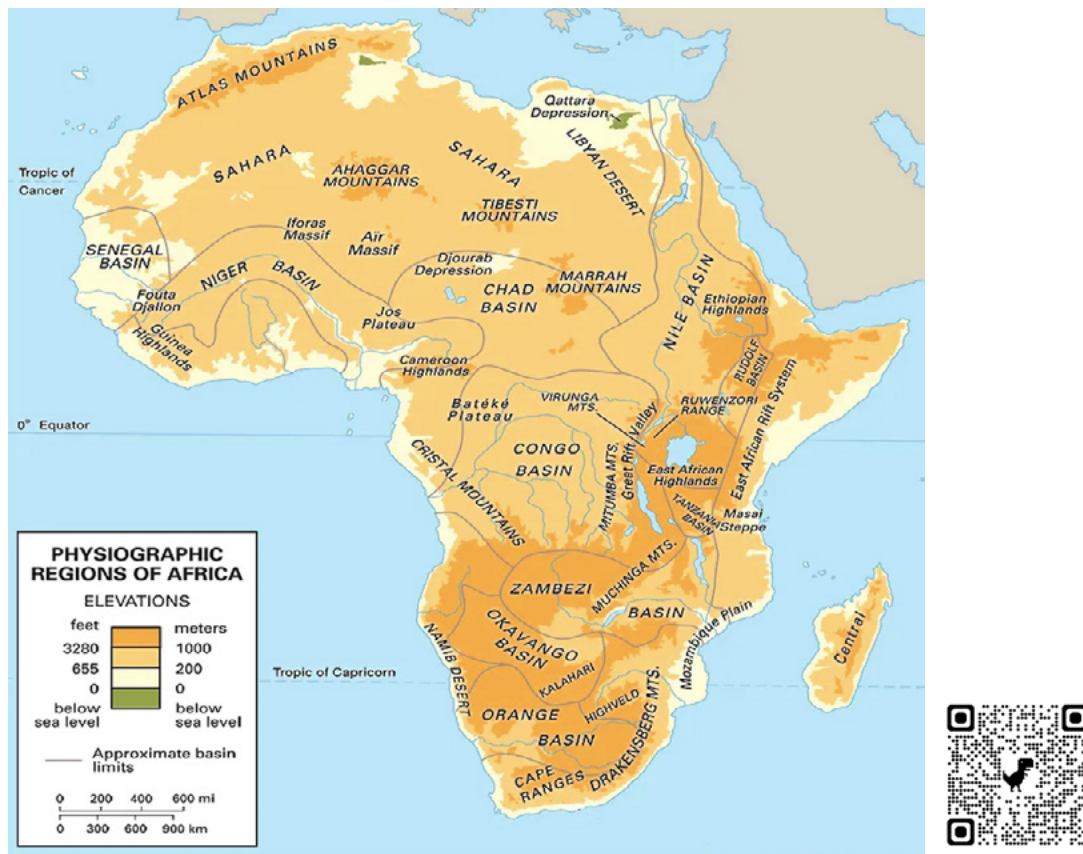 ATLAS MOUNTAINS
Qattara
Depression
LIBYAN DESERT
SAHARA
SAHARA
Tropic of
Cancer
AHAGGAR
MOUNTAINS
TIBESTI
MOUNTAINS
Iforas
Massif
Aïr
Massif
SENEGAL
BASIN
Djourab
Depression
MARRAH
MOUNTAINS
NIGER BASIN
CHAD
BASIN
NILE BASIN
Ethiopian
Highlands
Fouta
Djallon
Jos
Plateau
Guinea
Highlands
Cameroon
Highlands
RUDOLF
BASIN
East African Rift System
Batéké
Plateau
VIRUNGA
MTS.
RUWENZORI
RANGE
0° Equator
Great Rift Valley
CONGO
BASIN
CRISTAL MOUNTAINS
MITUMBA MTS.
East African
Highlands
TANZANIA
BASIN
Masai
Steppe
MUCHINGA MTS.
ZAMBEZI
BASIN
OKAVANGO
BASIN
Mozambique Plain
Central
NAMIB DESERT
Tropic of Capricorn
KALAHARI
HIGHVELD
ORANGE
BASIN
DRAKENSBERG MTS.
CAPE
RANGES
PHYSIOGRAPHIC
REGIONS OF AFRICA
ELEVATIONS
feet meters
3280 1000
655 200
0 0
below below
sea level sea level
Approximate basin
limits
0 200 400 600 mi
0 300 600 900 km